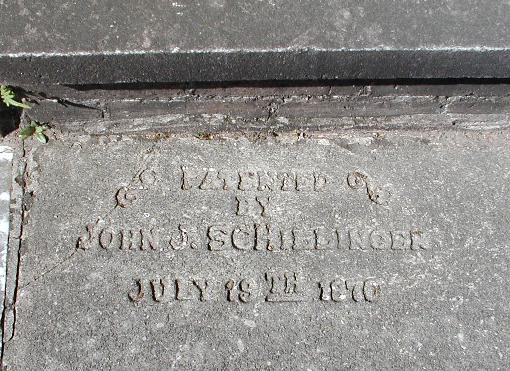 PATENTED
BY
JOHN J. SCHILLINGER
JULY 19TH 1870